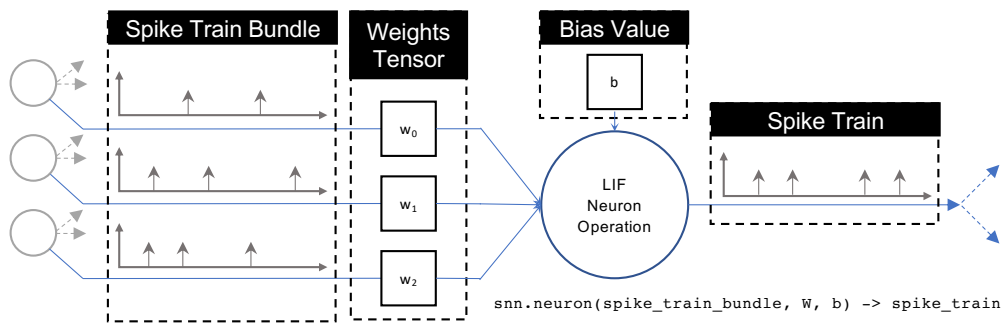 Spike Train Bundle
Weights
Tensor
Bias Value
b
Spike Train
w0
w1
w2
LIF
Neuron
Operation
snn.neuron(spike_train_bundle, W, b) -> spike_train